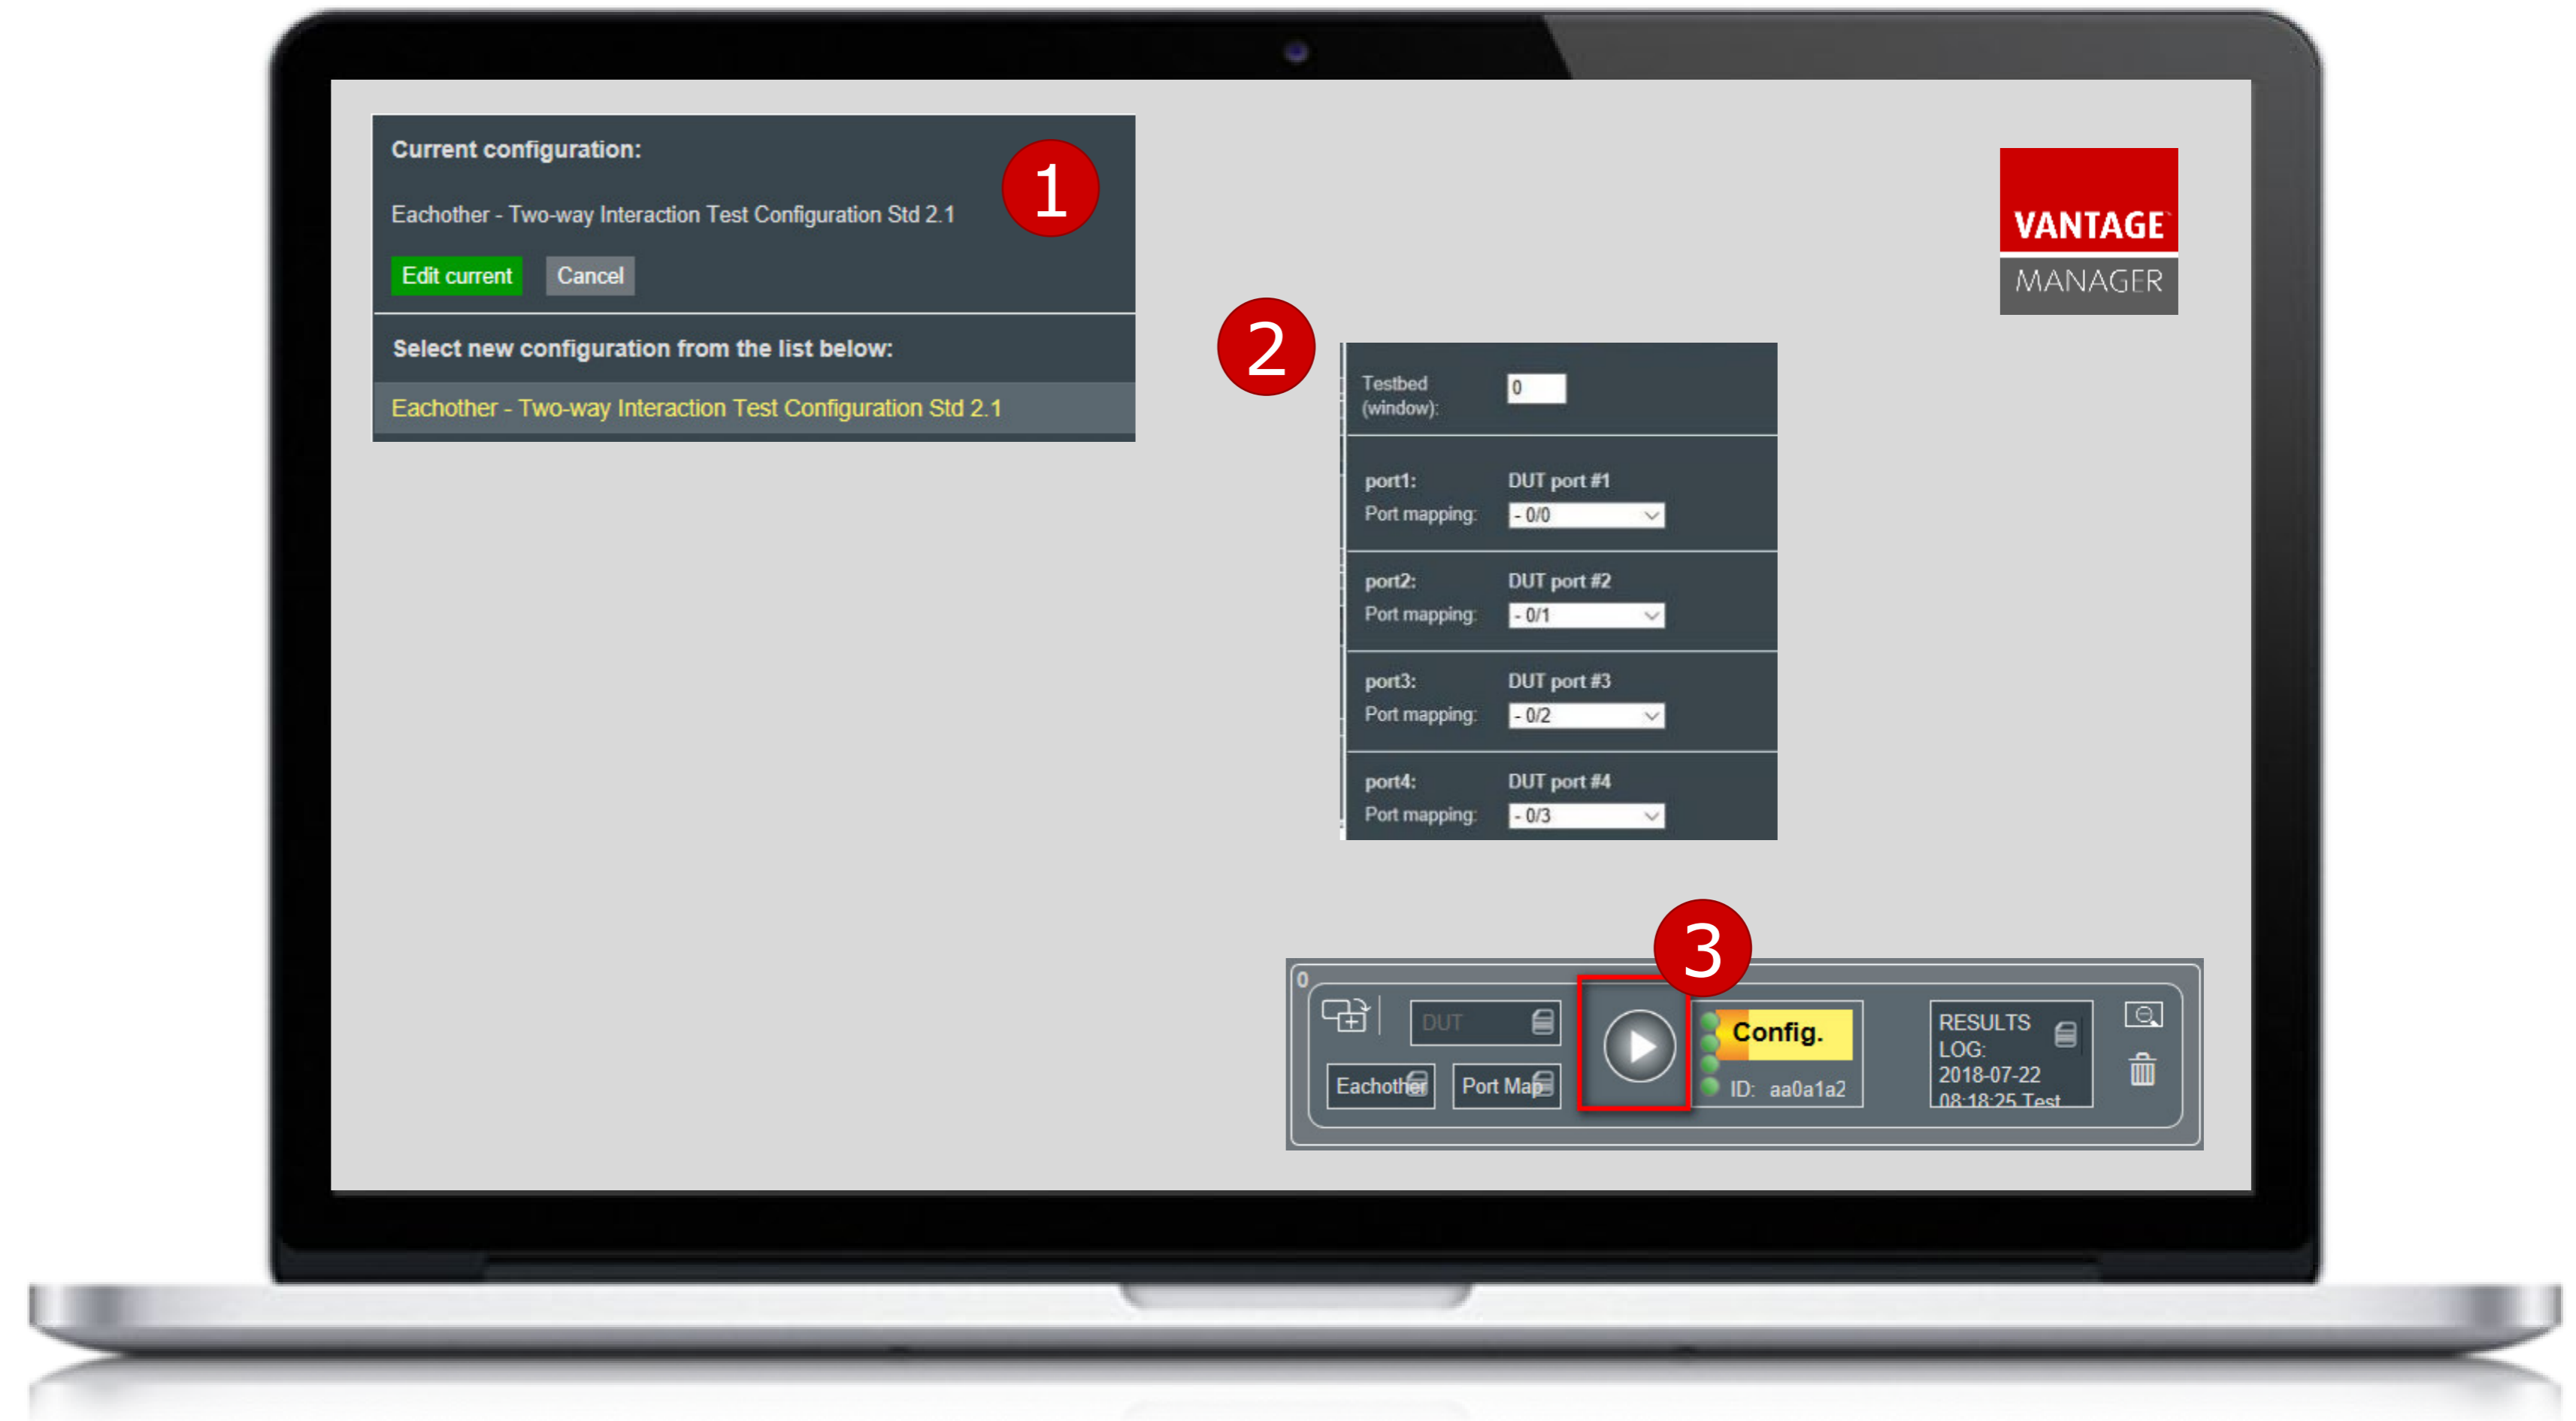 Current configuration:
1
Eachother - Two-way Interaction Test Configuration Std 2.1
Edit current Cancel
Select new configuration from the list below:
Eachother - Two-way Interaction Test Configuration Std 2.1
VANTAGE
MANAGER
2
Testbed
(window): 0
port1: DUT port #1
Port mapping: - 0/0
port2: DUT port #2
Port mapping: - 0/1
port3: DUT port #3
Port mapping: - 0/2
port4: DUT port #4
Port mapping: - 0/3
3
0
DUT
Eachother
Port Map
Config.
ID: aa0a1a2
RESULTS
LOG:
2018-07-22
08:18:25 Test